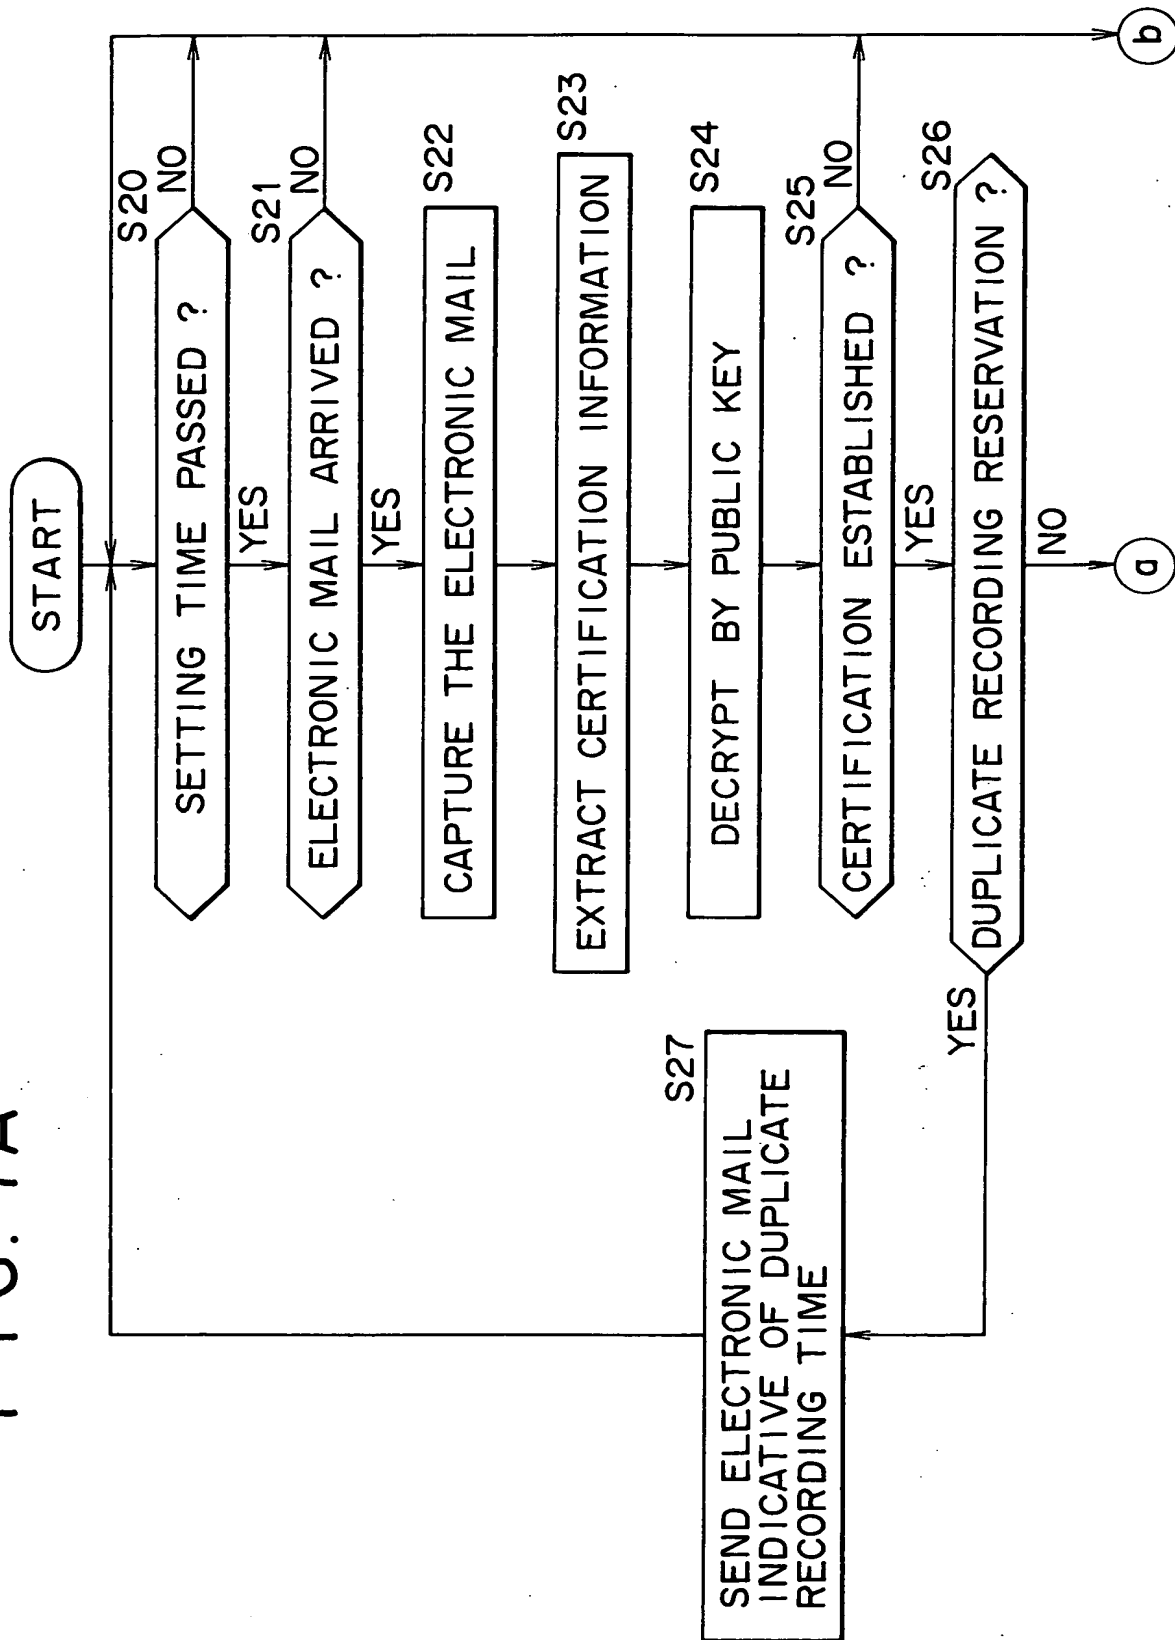 START
S20
SETTING TIME PASSED ?
NO
YES
S21
ELECTRONIC MAIL ARRIVED ?
NO
YES
S22
CAPTURE THE ELECTRONIC MAIL
S23
EXTRACT CERTIFICATION INFORMATION
S24
DECRYPT BY PUBLIC KEY
S25
CERTIFICATION ESTABLISHED ?
NO
YES
S26
DUPLICATE RECORDING RESERVATION ?
YES
NO
S27
SEND ELECTRONIC MAIL
INDICATIVE OF DUPLICATE
RECORDING TIME
a
b